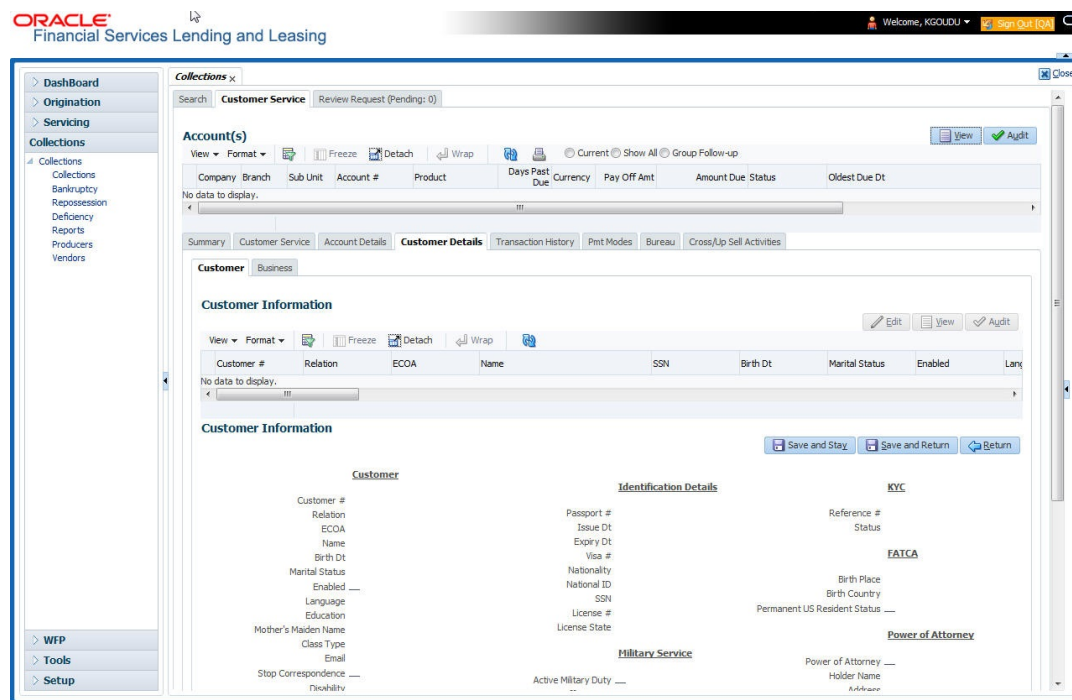 ORACLE
Financial Services Lending and Leasing
Welcome, KGOUDU
Sign Out [QA]
DashBoard
Origination
Servicing
Collections
Collections
Collections
Bankruptcy
Repossession
Deficiency
Reports
Producers
Vendors
WFP
Tools
Setup
Collections x
Close
Search Customer Service Review Request (Pending: 0)
Account(s)
View Audit
View Format Freeze Detach Wrap Current Show All Group Follow-up
Company Branch Sub Unit Account # Product Days Past Due Currency Pay Off Amt Amount Due Status Oldest Due Dt
No data to display.
Summary Customer Service Account Details Customer Details Transaction History Pmt Modes Bureau Cross/Up Sell Activities
Customer Business
Customer Information
Edit View Audit
View Format Freeze Detach Wrap
Customer # Relation ECOA Name SSN Birth Dt Marital Status Enabled Lang
No data to display.
Customer Information
Save and Stay Save and Return Return
Customer
Customer #
Relation
ECOA
Name
Birth Dt
Marital Status
Enabled
Language
Education
Mother's Maiden Name
Class Type
Email
Stop Correspondence
Disability
Identification Details
Passport #
Issue Dt
Expiry Dt
Visa #
Nationality
National ID
SSN
License #
License State
Military Service
Active Military Duty
KYC
Reference #
Status
FATCA
Birth Place
Birth Country
Permanent US Resident Status
Power of Attorney
Power of Attorney
Holder Name
Address